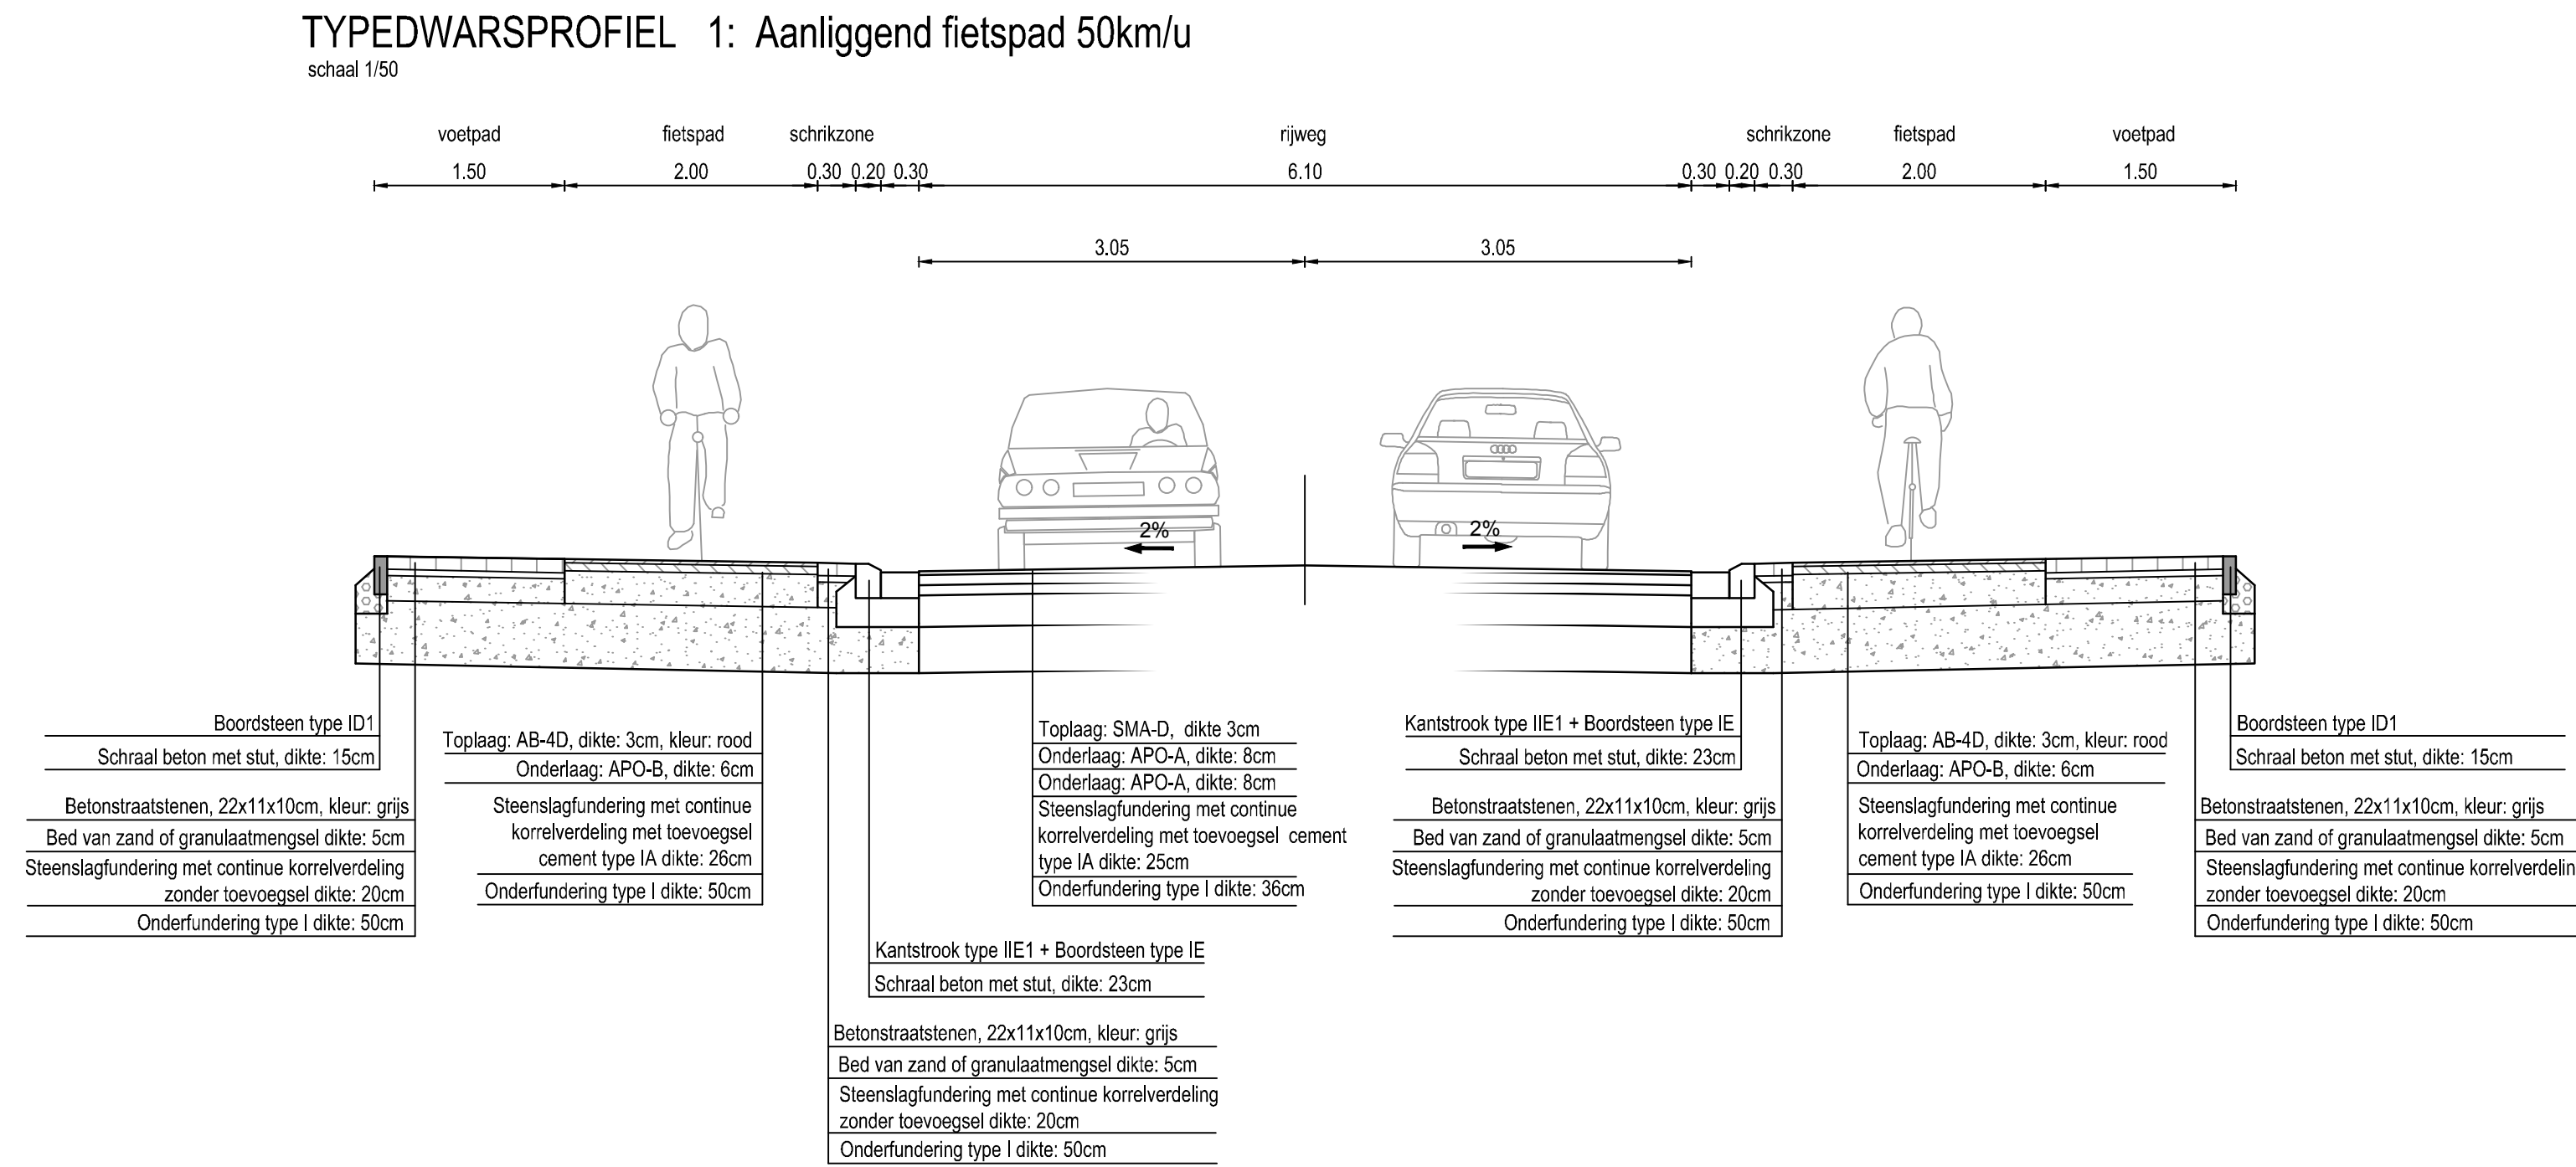 TYPEDWARSPROFIEL 1: Aanliggend fietspad 50km/u
schaal 1/50
voetpad fietspad schrikzone rijweg schrikzone fietspad voetpad
1.50 2.00 0.30 0.20 0.30 6.10 0.30 0.20 0.30 2.00 1.50
3.05 3.05
2% 2%
Boordsteen type ID1
Schraal beton met stut, dikte: 15cm
Betonstraatstenen, 22x11x10cm, kleur: grijs
Bed van zand of granulaatmengsel dikte: 5cm
Steenslagfundering met continue korrelverdeling
zonder toevoegsel dikte: 20cm
Onderfundering type I dikte: 50cm
Toplaag: AB-4D, dikte: 3cm, kleur: rood
Onderlaag: APO-B, dikte: 6cm
Steenslagfundering met continue
korrelverdeling met toevoegsel
cement type IA dikte: 26cm
Onderfundering type I dikte: 50cm
Toplaag: SMA-D, dikte 3cm
Onderlaag: APO-A, dikte: 8cm
Onderlaag: APO-A, dikte: 8cm
Steenslagfundering met continue
korrelverdeling met toevoegsel cement
type IA dikte: 25cm
Onderfundering type I dikte: 36cm
Kantstrook type IIE1 + Boordsteen type IE
Schraal beton met stut, dikte: 23cm
Betonstraatstenen, 22x11x10cm, kleur: grijs
Bed van zand of granulaatmengsel dikte: 5cm
Steenslagfundering met continue korrelverdeling
zonder toevoegsel dikte: 20cm
Onderfundering type I dikte: 50cm
Kantstrook type IIE1 + Boordsteen type IE
Schraal beton met stut, dikte: 23cm
Betonstraatstenen, 22x11x10cm, kleur: grijs
Bed van zand of granulaatmengsel dikte: 5cm
Steenslagfundering met continue korrelverdeling
zonder toevoegsel dikte: 20cm
Onderfundering type I dikte: 50cm
Toplaag: AB-4D, dikte: 3cm, kleur: rood
Onderlaag: APO-B, dikte: 6cm
Steenslagfundering met continue
korrelverdeling met toevoegsel
cement type IA dikte: 26cm
Onderfundering type I dikte: 50cm
Boordsteen type ID1
Schraal beton met stut, dikte: 15cm
Betonstraatstenen, 22x11x10cm, kleur: grijs
Bed van zand of granulaatmengsel dikte: 5cm
Steenslagfundering met continue korrelverdelin
zonder toevoegsel dikte: 20cm
Onderfundering type I dikte: 50cm